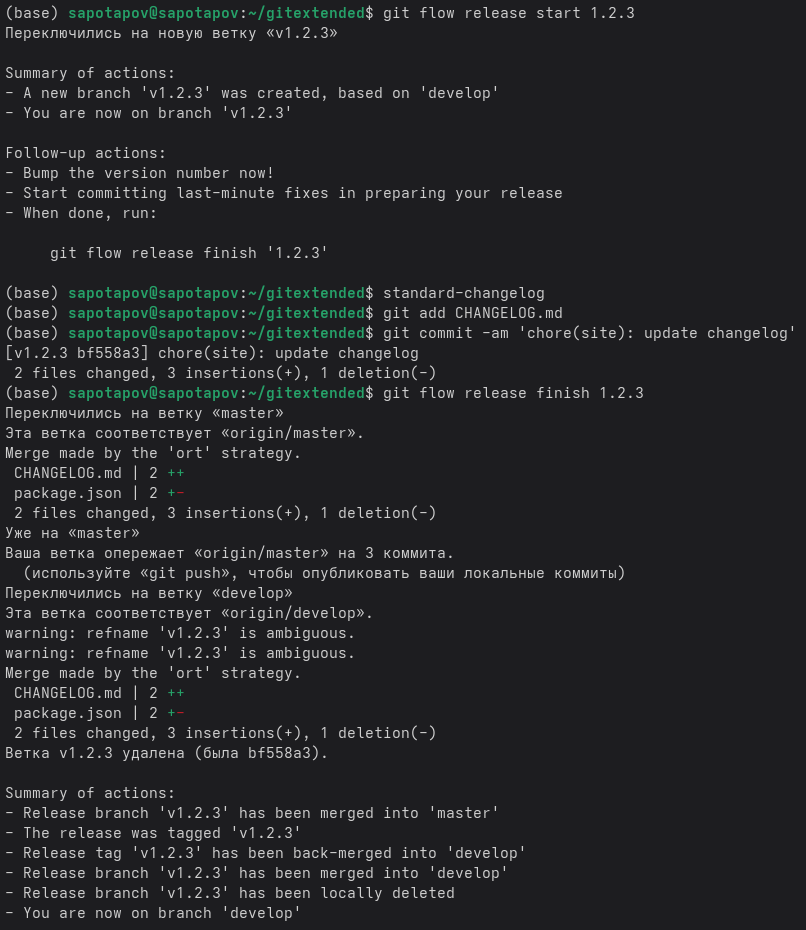 (base) sapotapov@sapotapov:~/gitextended$ git flow release start 1.2.3
Переключились на новую ветку «v1.2.3»
Summary of actions:
- A new branch 'v1.2.3' was created, based on 'develop'
- You are now on branch 'v1.2.3'
Follow-up actions:
- Bump the version number now!
- Start committing last-minute fixes in preparing your release
- When done, run:
git flow release finish '1.2.3'
(base) sapotapov@sapotapov:~/gitextended$ standard-changelog
(base) sapotapov@sapotapov:~/gitextended$ git add CHANGELOG.md
(base) sapotapov@sapotapov:~/gitextended$ git commit -am 'chore(site): update changelog'
[v1.2.3 bf558a3] chore(site): update changelog
2 files changed, 3 insertions(+), 1 deletion(-)
(base) sapotapov@sapotapov:~/gitextended$ git flow release finish 1.2.3
Переключились на ветку «master»
Эта ветка соответствует «origin/master».
Merge made by the 'ort' strategy.
CHANGELOG.md | 2 ++
package.json | 2 +-
2 files changed, 3 insertions(+), 1 deletion(-)
Уже на «master»
Ваша ветка опережает «origin/master» на 3 коммита.
(используйте «git push», чтобы опубликовать ваши локальные коммиты)
Переключились на ветку «develop»
Эта ветка соответствует «origin/develop».
warning: refname 'v1.2.3' is ambiguous.
warning: refname 'v1.2.3' is ambiguous.
Merge made by the 'ort' strategy.
CHANGELOG.md | 2 ++
package.json | 2 +-
2 files changed, 3 insertions(+), 1 deletion(-)
Ветка v1.2.3 удалена (была bf558a3).
Summary of actions:
- Release branch 'v1.2.3' has been merged into 'master'
- The release was tagged 'v1.2.3'
- Release tag 'v1.2.3' has been back-merged into 'develop'
- Release branch 'v1.2.3' has been merged into 'develop'
- Release branch 'v1.2.3' has been locally deleted
- You are now on branch 'develop'